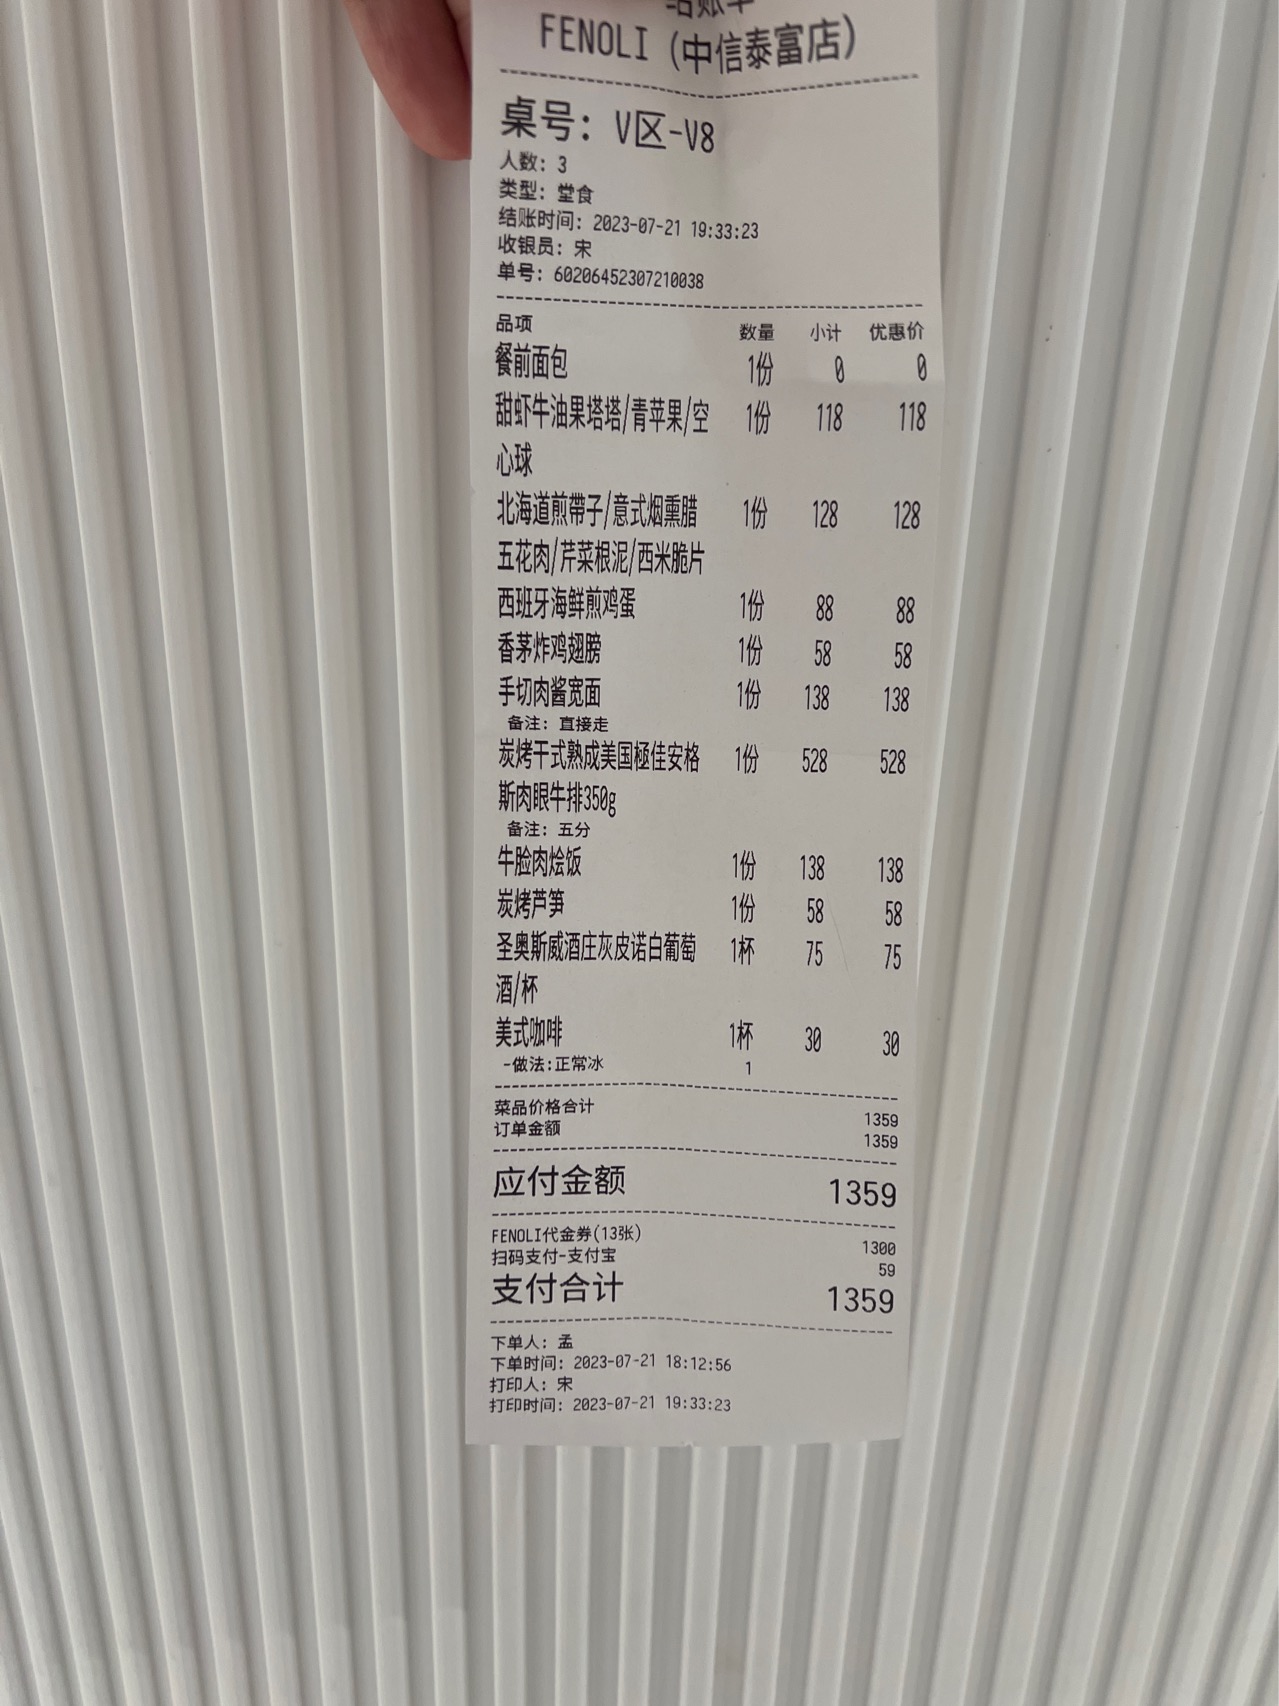 结账单
FENOLI (中信泰富店)
桌号: V区-V8
人数: 3
类型: 堂食
结账时间: 2023-07-21 19:33:23
收银员: 宋
单号: 60206452307210038
品项 数量 小计 优惠价
餐前面包 1份 0 0
甜虾牛油果塔塔/青苹果/空 1份 118 118
心球
北海道煎帶子/意式烟熏腊 1份 128 128
五花肉/芹菜根泥/西米脆片
西班牙海鲜煎鸡蛋 1份 88 88
香茅炸鸡翅膀 1份 58 58
手切肉酱宽面 1份 138 138
备注: 直接走
炭烤干式熟成美国極佳安格 1份 528 528
斯肉眼牛排350g
备注: 五分
牛脸肉烩饭 1份 138 138
炭烤芦笋 1份 58 58
圣奥斯威酒庄灰皮诺白葡萄 1杯 75 75
酒/杯
美式咖啡 1杯 30 30
-做法:正常冰 1
菜品价格合计 1359
订单金额 1359
应付金额 1359
FENOLI代金券(13张) 1300
扫码支付-支付宝 59
支付合计 1359
下单人: 孟
下单时间: 2023-07-21 18:12:56
打印人: 宋
打印时间: 2023-07-21 19:33:23